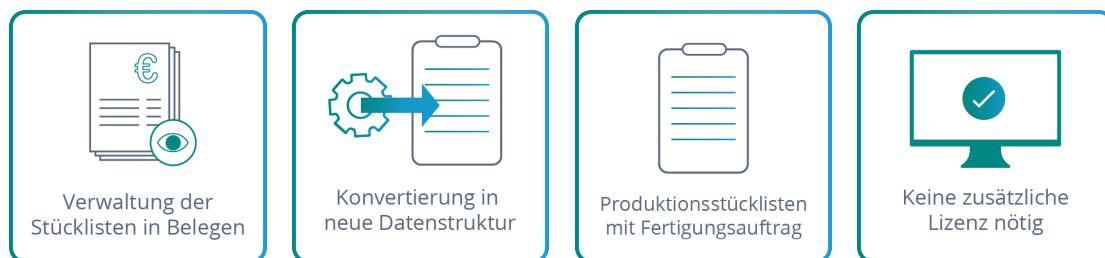 €
Verwaltung der
Stücklisten in Belegen
Konvertierung in
neue Datenstruktur
Produktionsstücklisten
mit Fertigungsauftrag
Keine zusätzliche
Lizenz nötig